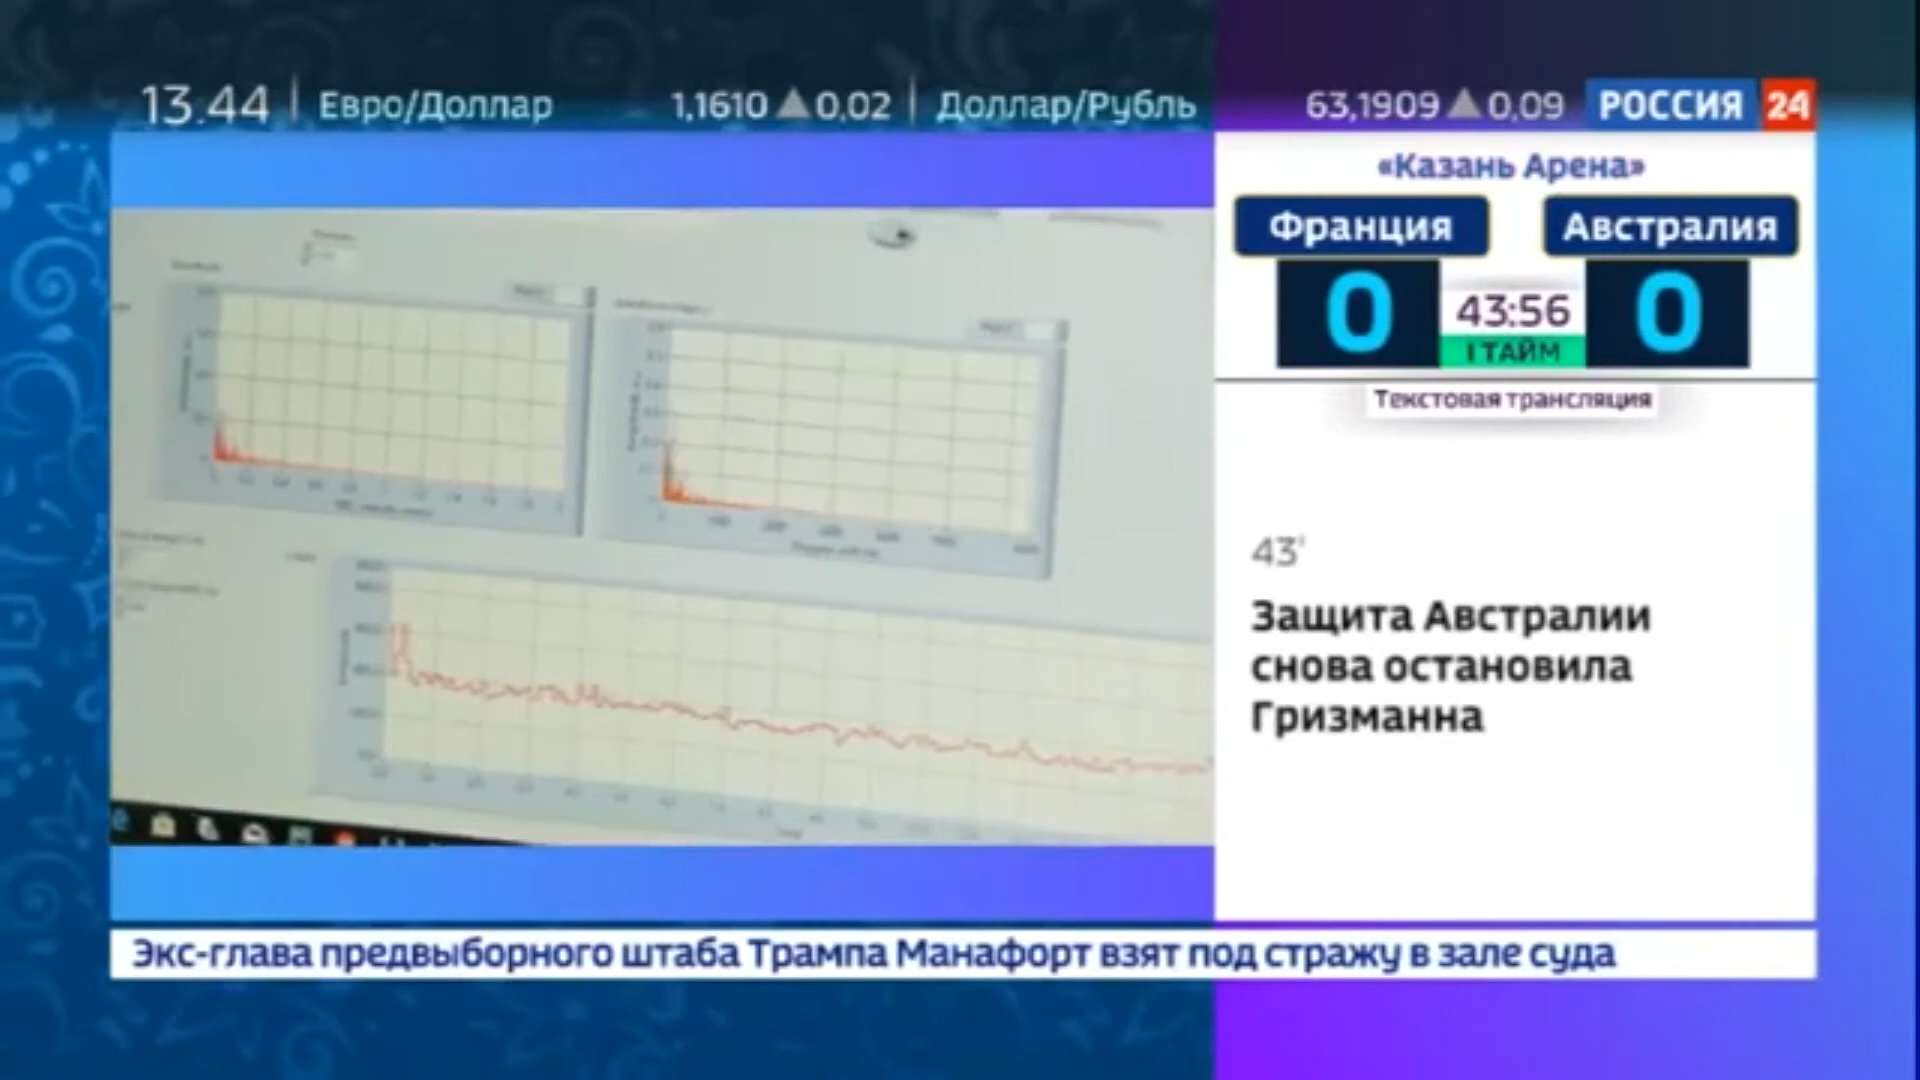 13.44 Евро/Доллар 1,1610 ▲ 0,02 Доллар/Рубль 63,1909 ▲ 0,09 РОССИЯ 24
«Казань Арена»
Франция Австралия
0 43:56 0
I ТАЙМ
Текстовая трансляция
43'
Защита Австралии
снова остановила
Гризманна
Экс-глава предвыборного штаба Трампа Манафорт взят под стражу в зале суда